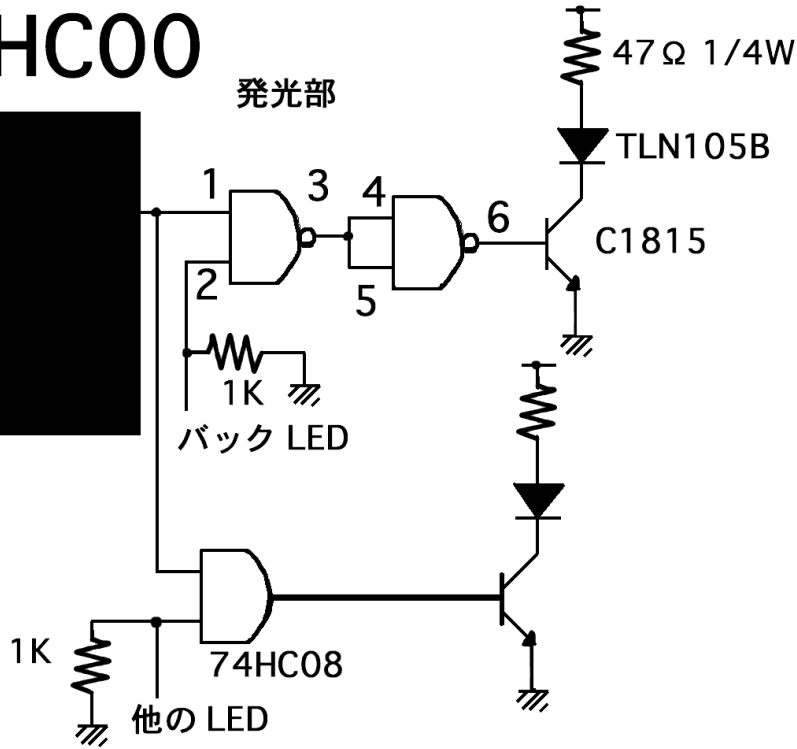 HC00
発光部
47Ω 1/4W
TLN105B
C1815
1
3
4
6
2
5
1K
バック LED
74HC08
1K
他の LED